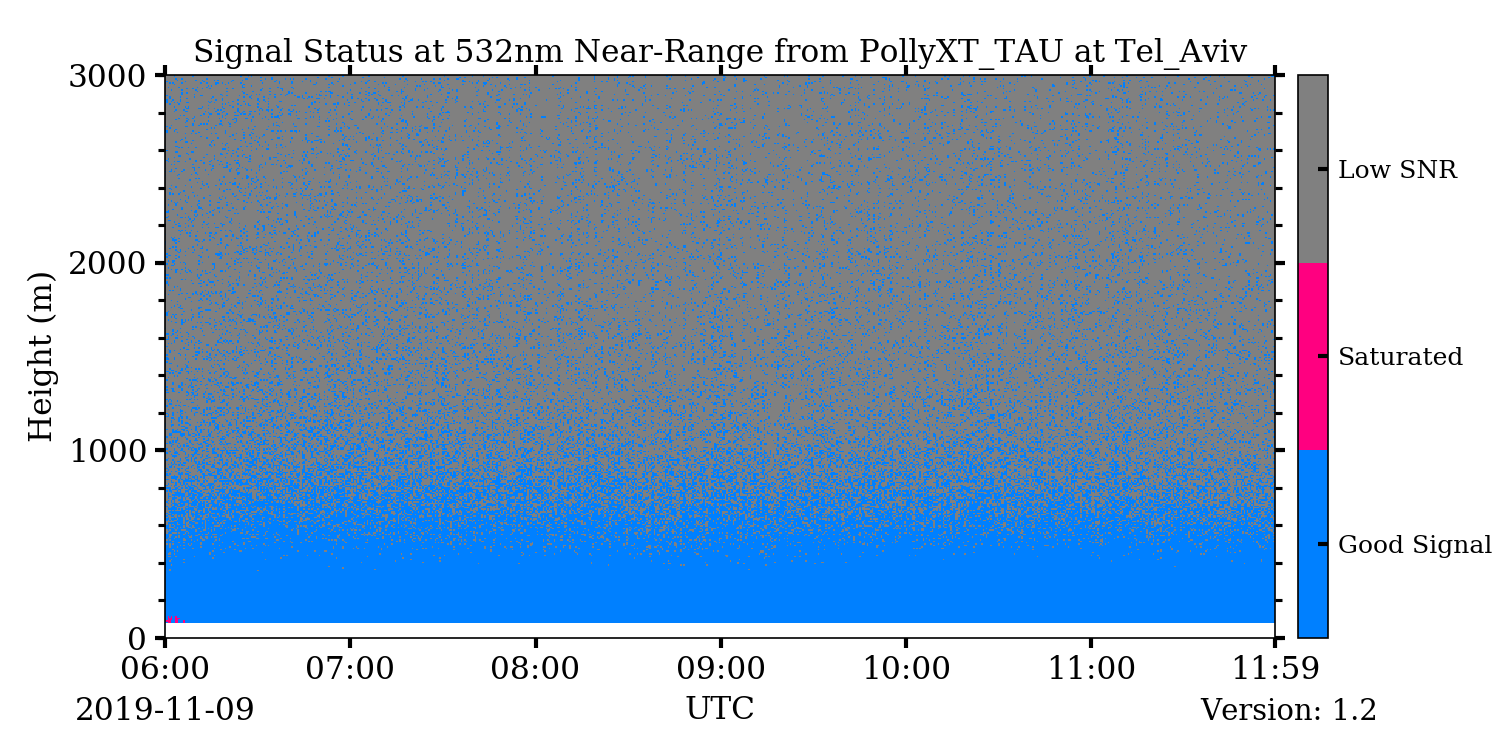 Signal Status at 532nm Near-Range from PollyXT_TAU at Tel_Aviv
3000
2000
1000
0
Height (m)
Low SNR
Saturated
Good Signal
06:00 07:00 08:00 09:00 10:00 11:00 11:59
2019-11-09 UTC Version: 1.2